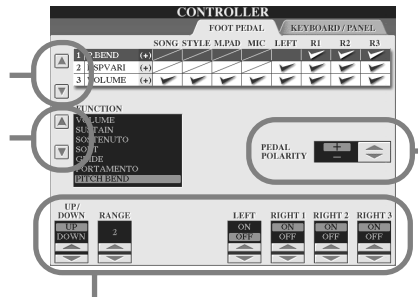 CONTROLLER
FOOT PEDAL KEYBOARD / PANEL
SONG STYLE M.PAD MIC LEFT R1 R2 R3
1 P.BEND (+)
2 DSPVARI (+)
3 VOLUME (+)
FUNCTION
VOLUME
SUSTAIN
SOSTENUTO
SOFT
GLIDE
PORTAMENTO
PITCH BEND
PEDAL
POLARITY
+
−
UP/
DOWN RANGE LEFT RIGHT 1 RIGHT 2 RIGHT 3
UP 2 ON ON ON ON
DOWN OFF OFF OFF OFF